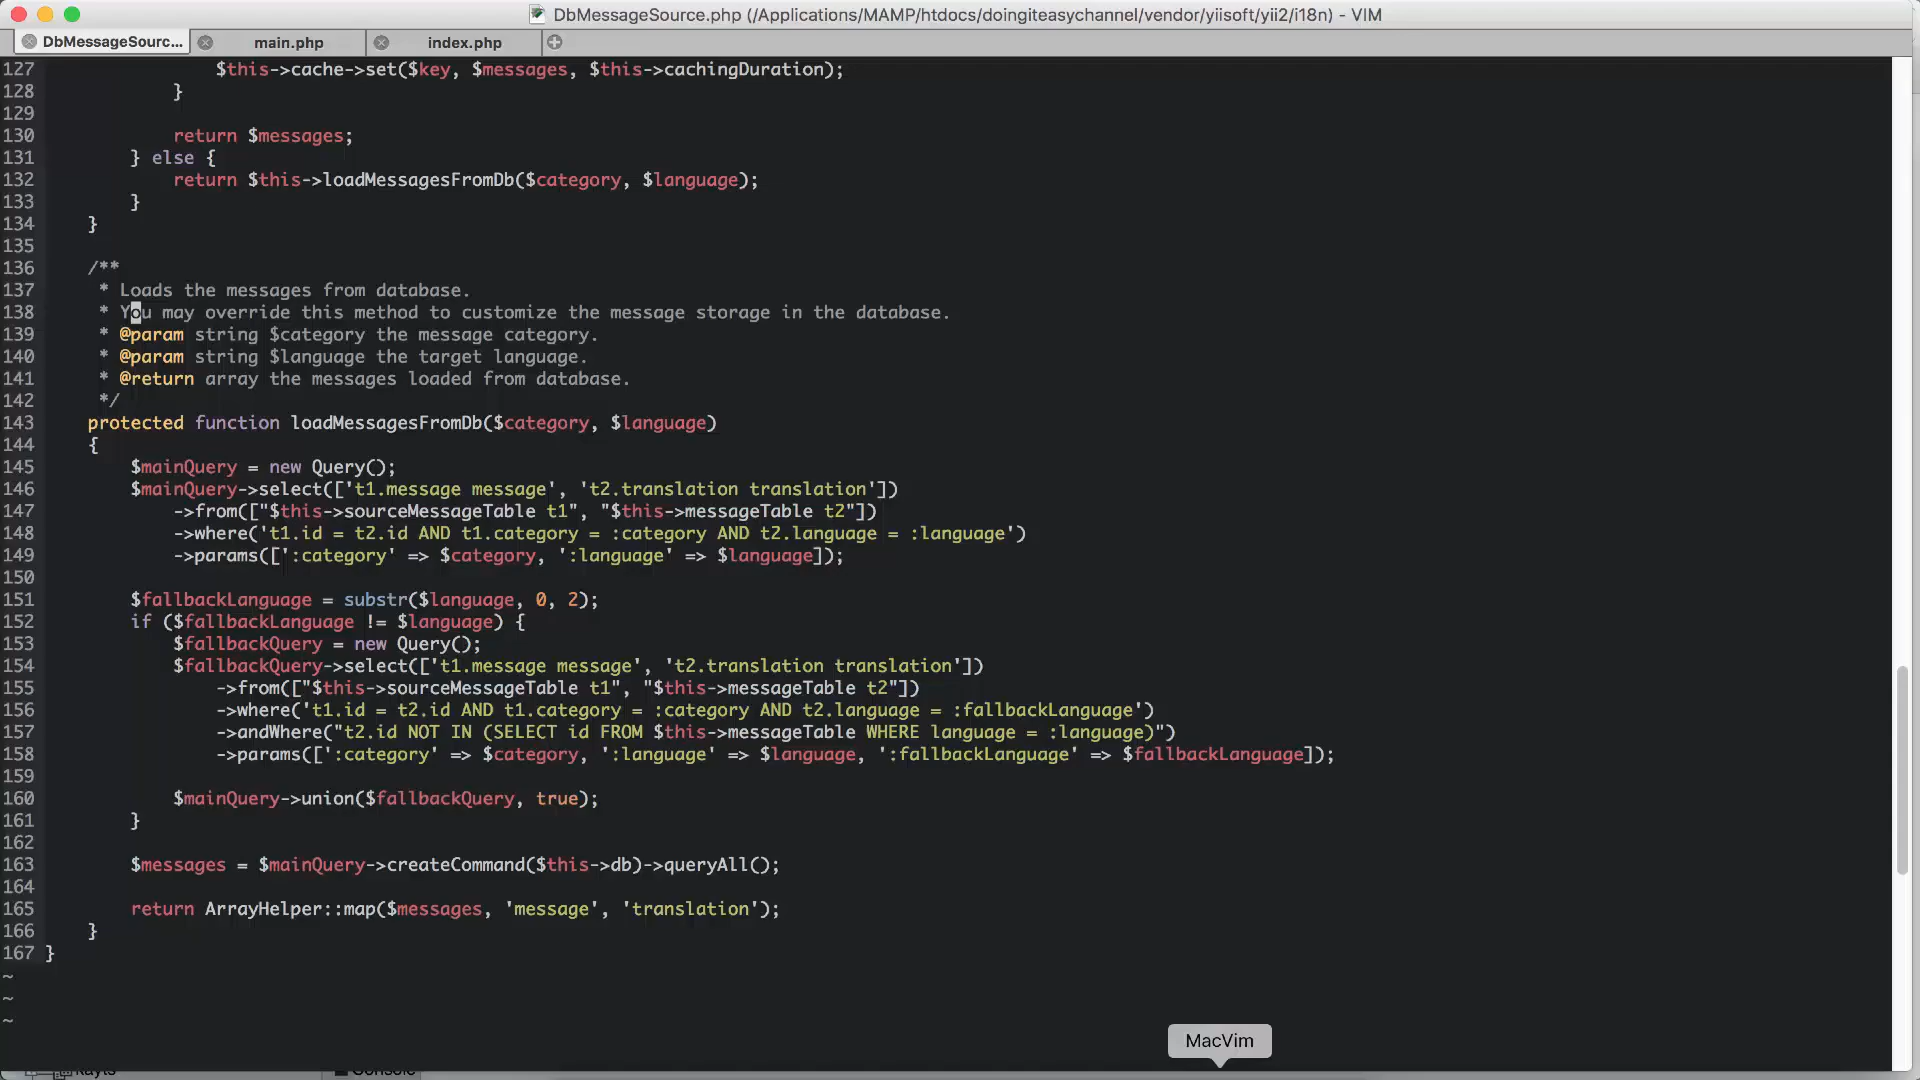 DbMessageSource.php (/Applications/MAMP/htdocs/doingiteasychannel/vendor/yiisoft/yii2/i18n) - VIM
DbMessageSourc... main.php index.php
127 $this->cache->set($key, $messages, $this->cachingDuration);
128 }
129
130 return $messages;
131 } else {
132 return $this->loadMessagesFromDb($category, $language);
133 }
134 }
135
136 /**
137 * Loads the messages from database.
138 * You may override this method to customize the message storage in the database.
139 * @param string $category the message category.
140 * @param string $language the target language.
141 * @return array the messages loaded from database.
142 */
143 protected function loadMessagesFromDb($category, $language)
144 {
145 $mainQuery = new Query();
146 $mainQuery->select(['t1.message message', 't2.translation translation'])
147 ->from(["$this->sourceMessageTable t1", "$this->messageTable t2"])
148 ->where('t1.id = t2.id AND t1.category = :category AND t2.language = :language')
149 ->params([':category' => $category, ':language' => $language]);
150
151 $fallbackLanguage = substr($language, 0, 2);
152 if ($fallbackLanguage != $language) {
153 $fallbackQuery = new Query();
154 $fallbackQuery->select(['t1.message message', 't2.translation translation'])
155 ->from(["$this->sourceMessageTable t1", "$this->messageTable t2"])
156 ->where('t1.id = t2.id AND t1.category = :category AND t2.language = :fallbackLanguage')
157 ->andWhere("t2.id NOT IN (SELECT id FROM $this->messageTable WHERE language = :language)")
158 ->params([':category' => $category, ':language' => $language, ':fallbackLanguage' => $fallbackLanguage]);
159
160 $mainQuery->union($fallbackQuery, true);
161 }
162
163 $messages = $mainQuery->createCommand($this->db)->queryAll();
164
165 return ArrayHelper::map($messages, 'message', 'translation');
166 }
167 }
~
~
~
MacVim
Console